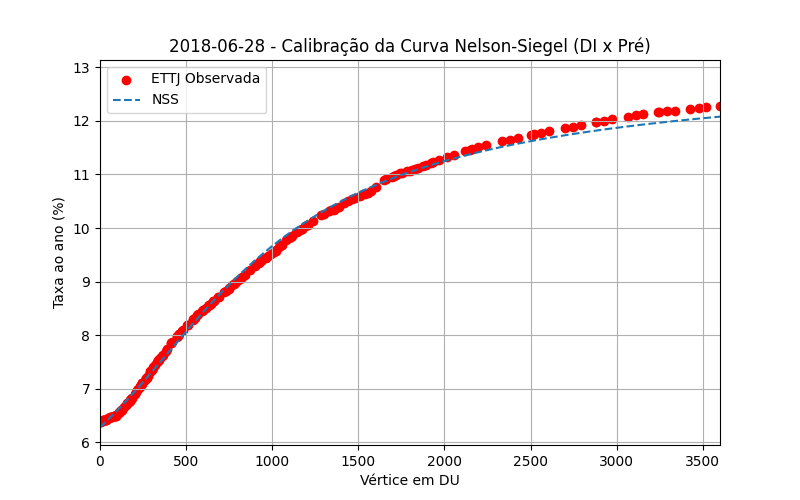 2018-06-28 - Calibração da Curva Nelson-Siegel (DI x Pré)
ETTJ Observada
NSS
Taxa ao ano (%)
13
12
11
10
9
8
7
6
0 500 1000 1500 2000 2500 3000 3500
Vértice em DU